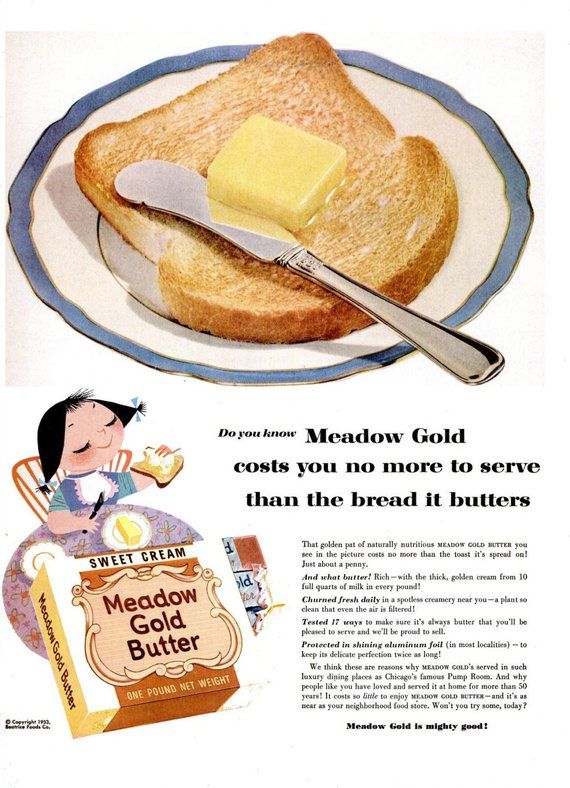 Do you know Meadow Gold
costs you no more to serve
than the bread it butters
That golden pat of naturally nutritious MEADOW GOLD BUTTER you
see in the picture costs no more than the toast it's spread on!
Just about a penny.
And what butter! Rich—with the thick, golden cream from 10
full quarts of milk in every pound!
Churned fresh daily in a spotless creamery near you—a plant so
clean that even the air is filtered!
Tested 17 ways to make sure it's always butter that you'll be
pleased to serve and we'll be proud to sell.
Protected in shining aluminum foil (in most localities)—to
keep its delicate perfection twice as long!
We think these are reasons why MEADOW GOLD'S served in such
luxury dining places as Chicago's famous Pump Room. And why
people like you have loved and served it at home for more than 50
years! It costs so little to enjoy MEADOW GOLD BUTTER—and it's as
near as your neighborhood food store. Won't you try some, today?
Meadow Gold is mighty good!
SWEET CREAM
Meadow
Gold
Butter
ONE POUND NET WEIGHT
Meadow Gold Butter
© Copyright 1953,
Beatrice Foods Co.